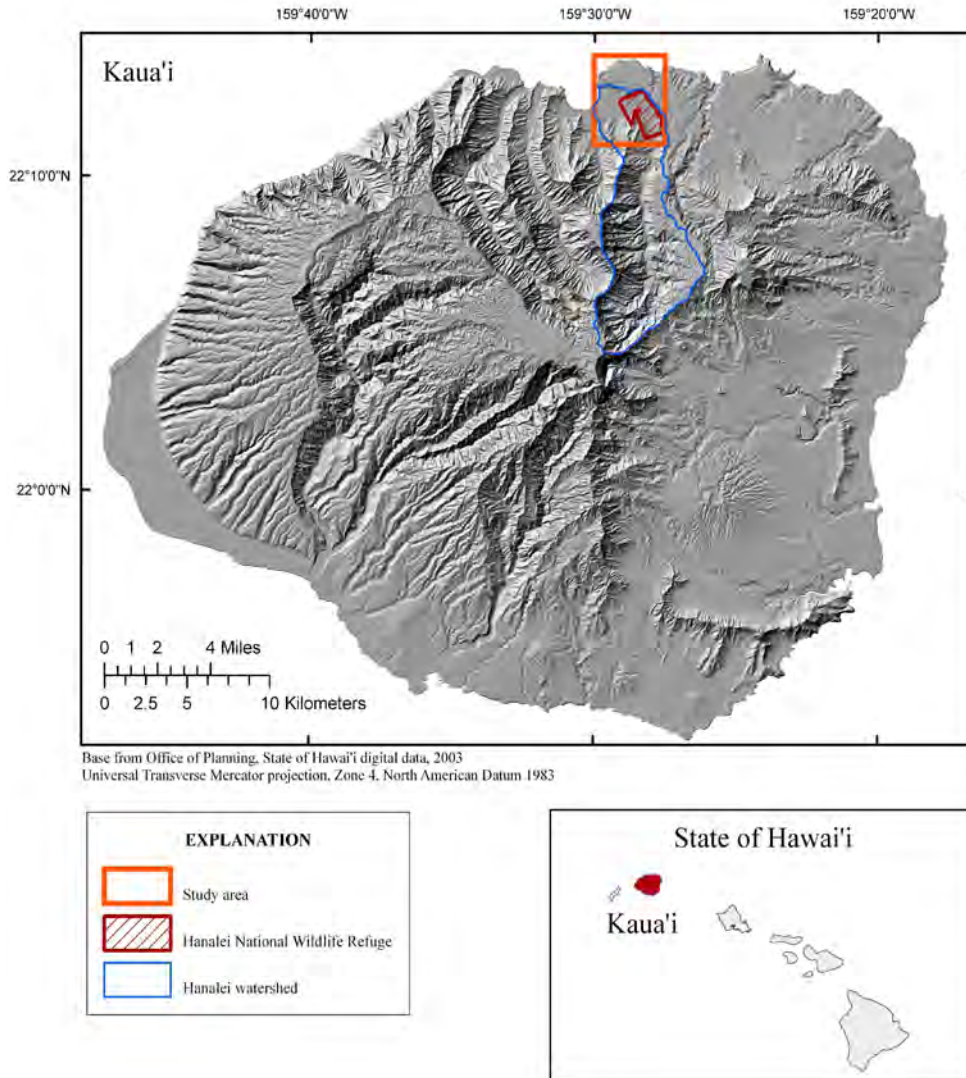 159°40'0"W 159°30'0"W 159°20'0"W
Kaua'i
22°10'0"N
22°0'0"N
0 1 2 4 Miles
0 2.5 5 10 Kilometers
Base from Office of Planning, State of Hawai'i digital data, 2003
Universal Transverse Mercator projection, Zone 4, North American Datum 1983
EXPLANATION
Study area
Hanalei National Wildlife Refuge
Hanalei watershed
State of Hawai'i
Kaua'i